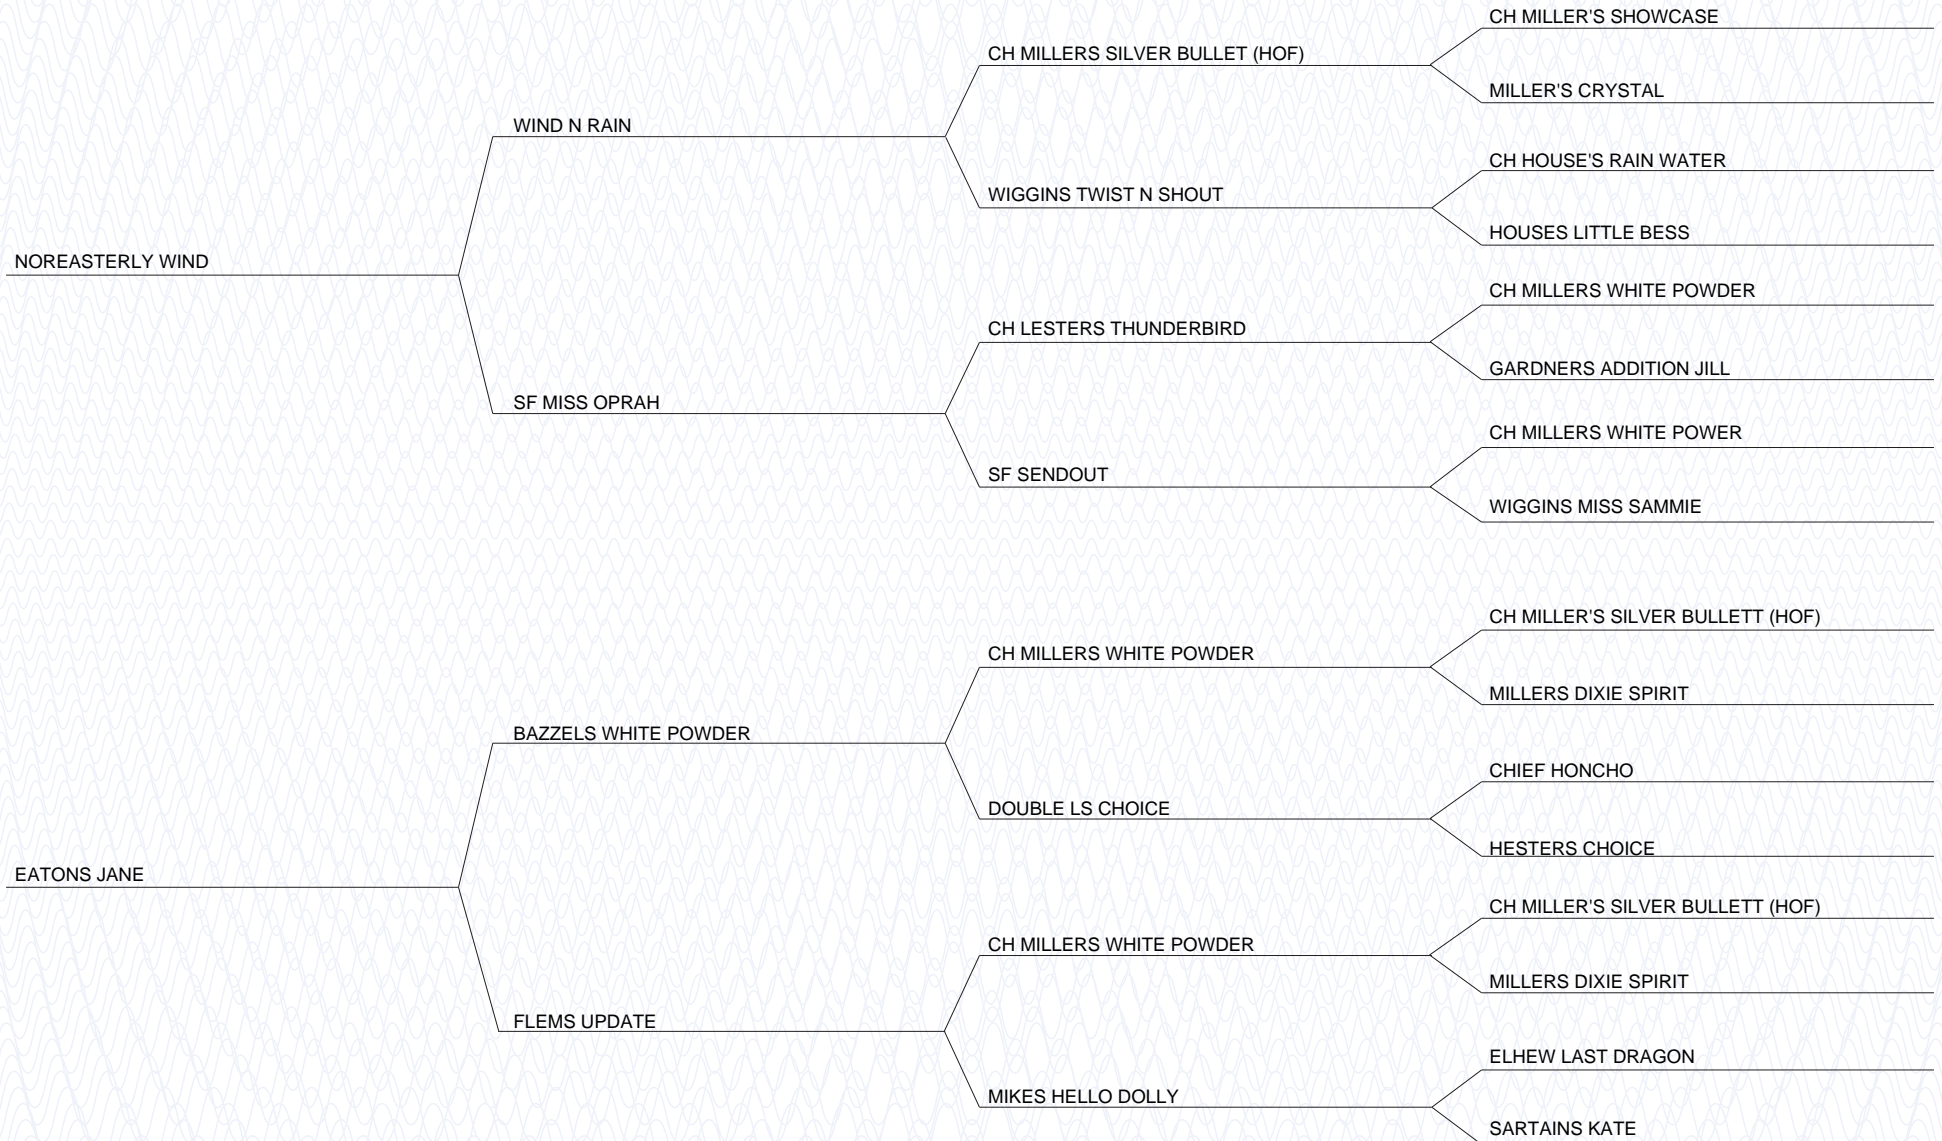 CH MILLER'S SHOWCASE
CH MILLERS SILVER BULLET (HOF)
MILLER'S CRYSTAL
WIND N RAIN
CH HOUSE'S RAIN WATER
WIGGINS TWIST N SHOUT
HOUSES LITTLE BESS
NOREASTERLY WIND
CH MILLERS WHITE POWDER
CH LESTERS THUNDERBIRD
GARDNERS ADDITION JILL
SF MISS OPRAH
CH MILLERS WHITE POWER
SF SENDOUT
WIGGINS MISS SAMMIE
CH MILLER'S SILVER BULLETT (HOF)
CH MILLERS WHITE POWDER
MILLERS DIXIE SPIRIT
BAZZELS WHITE POWDER
CHIEF HONCHO
DOUBLE LS CHOICE
HESTERS CHOICE
EATONS JANE
CH MILLER'S SILVER BULLETT (HOF)
CH MILLERS WHITE POWDER
MILLERS DIXIE SPIRIT
FLEMS UPDATE
ELHEW LAST DRAGON
MIKES HELLO DOLLY
SARTAINS KATE